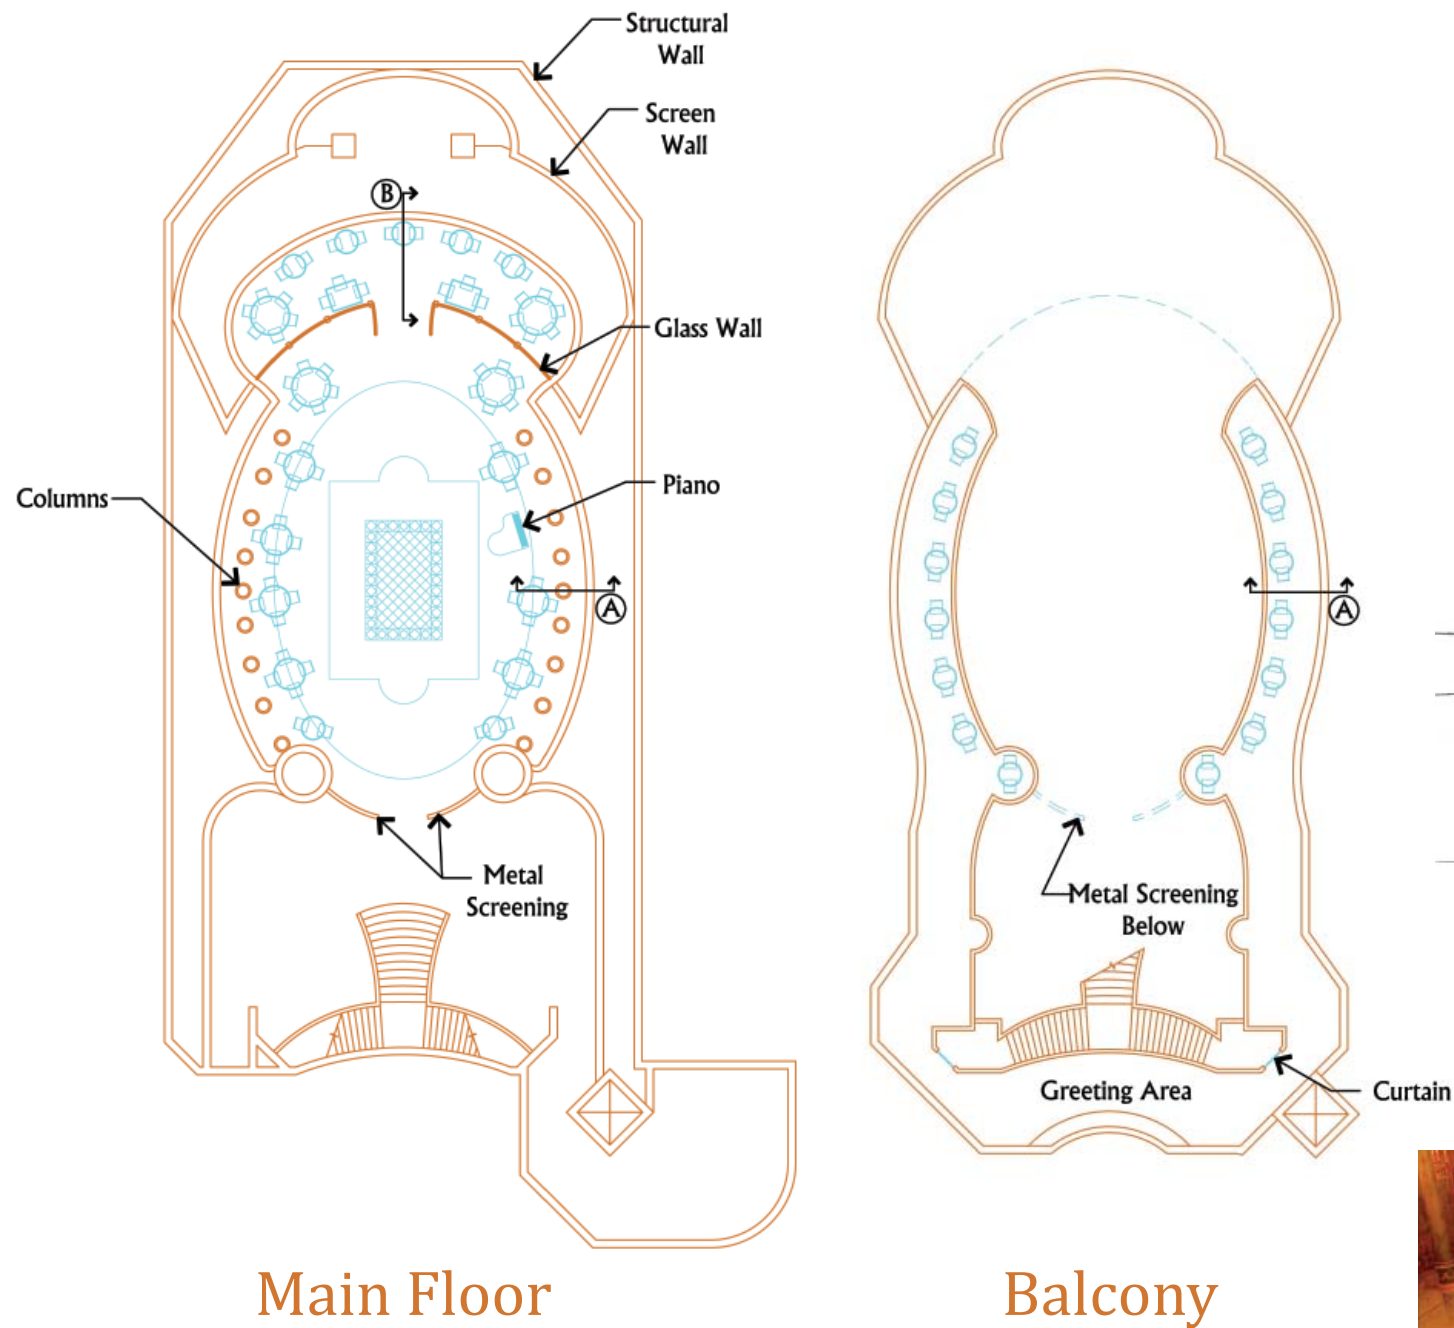 Structural
Wall
Screen
Wall
B
Glass Wall
Columns
Piano
A
A
Metal
Screening
Metal Screening
Below
Greeting Area
Curtain
Main Floor
Balcony